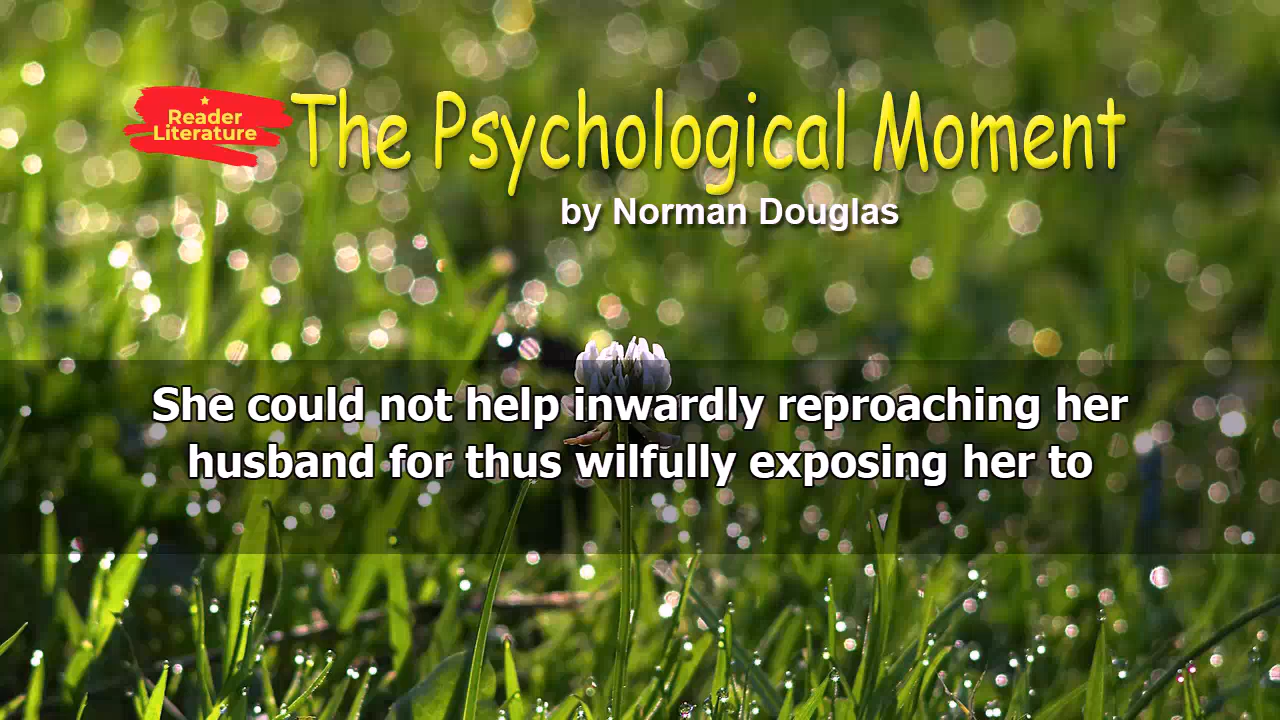 Reader
Literature
The Psychological Moment
by Norman Douglas
She could not help inwardly reproaching her
husband for thus wilfully exposing her to